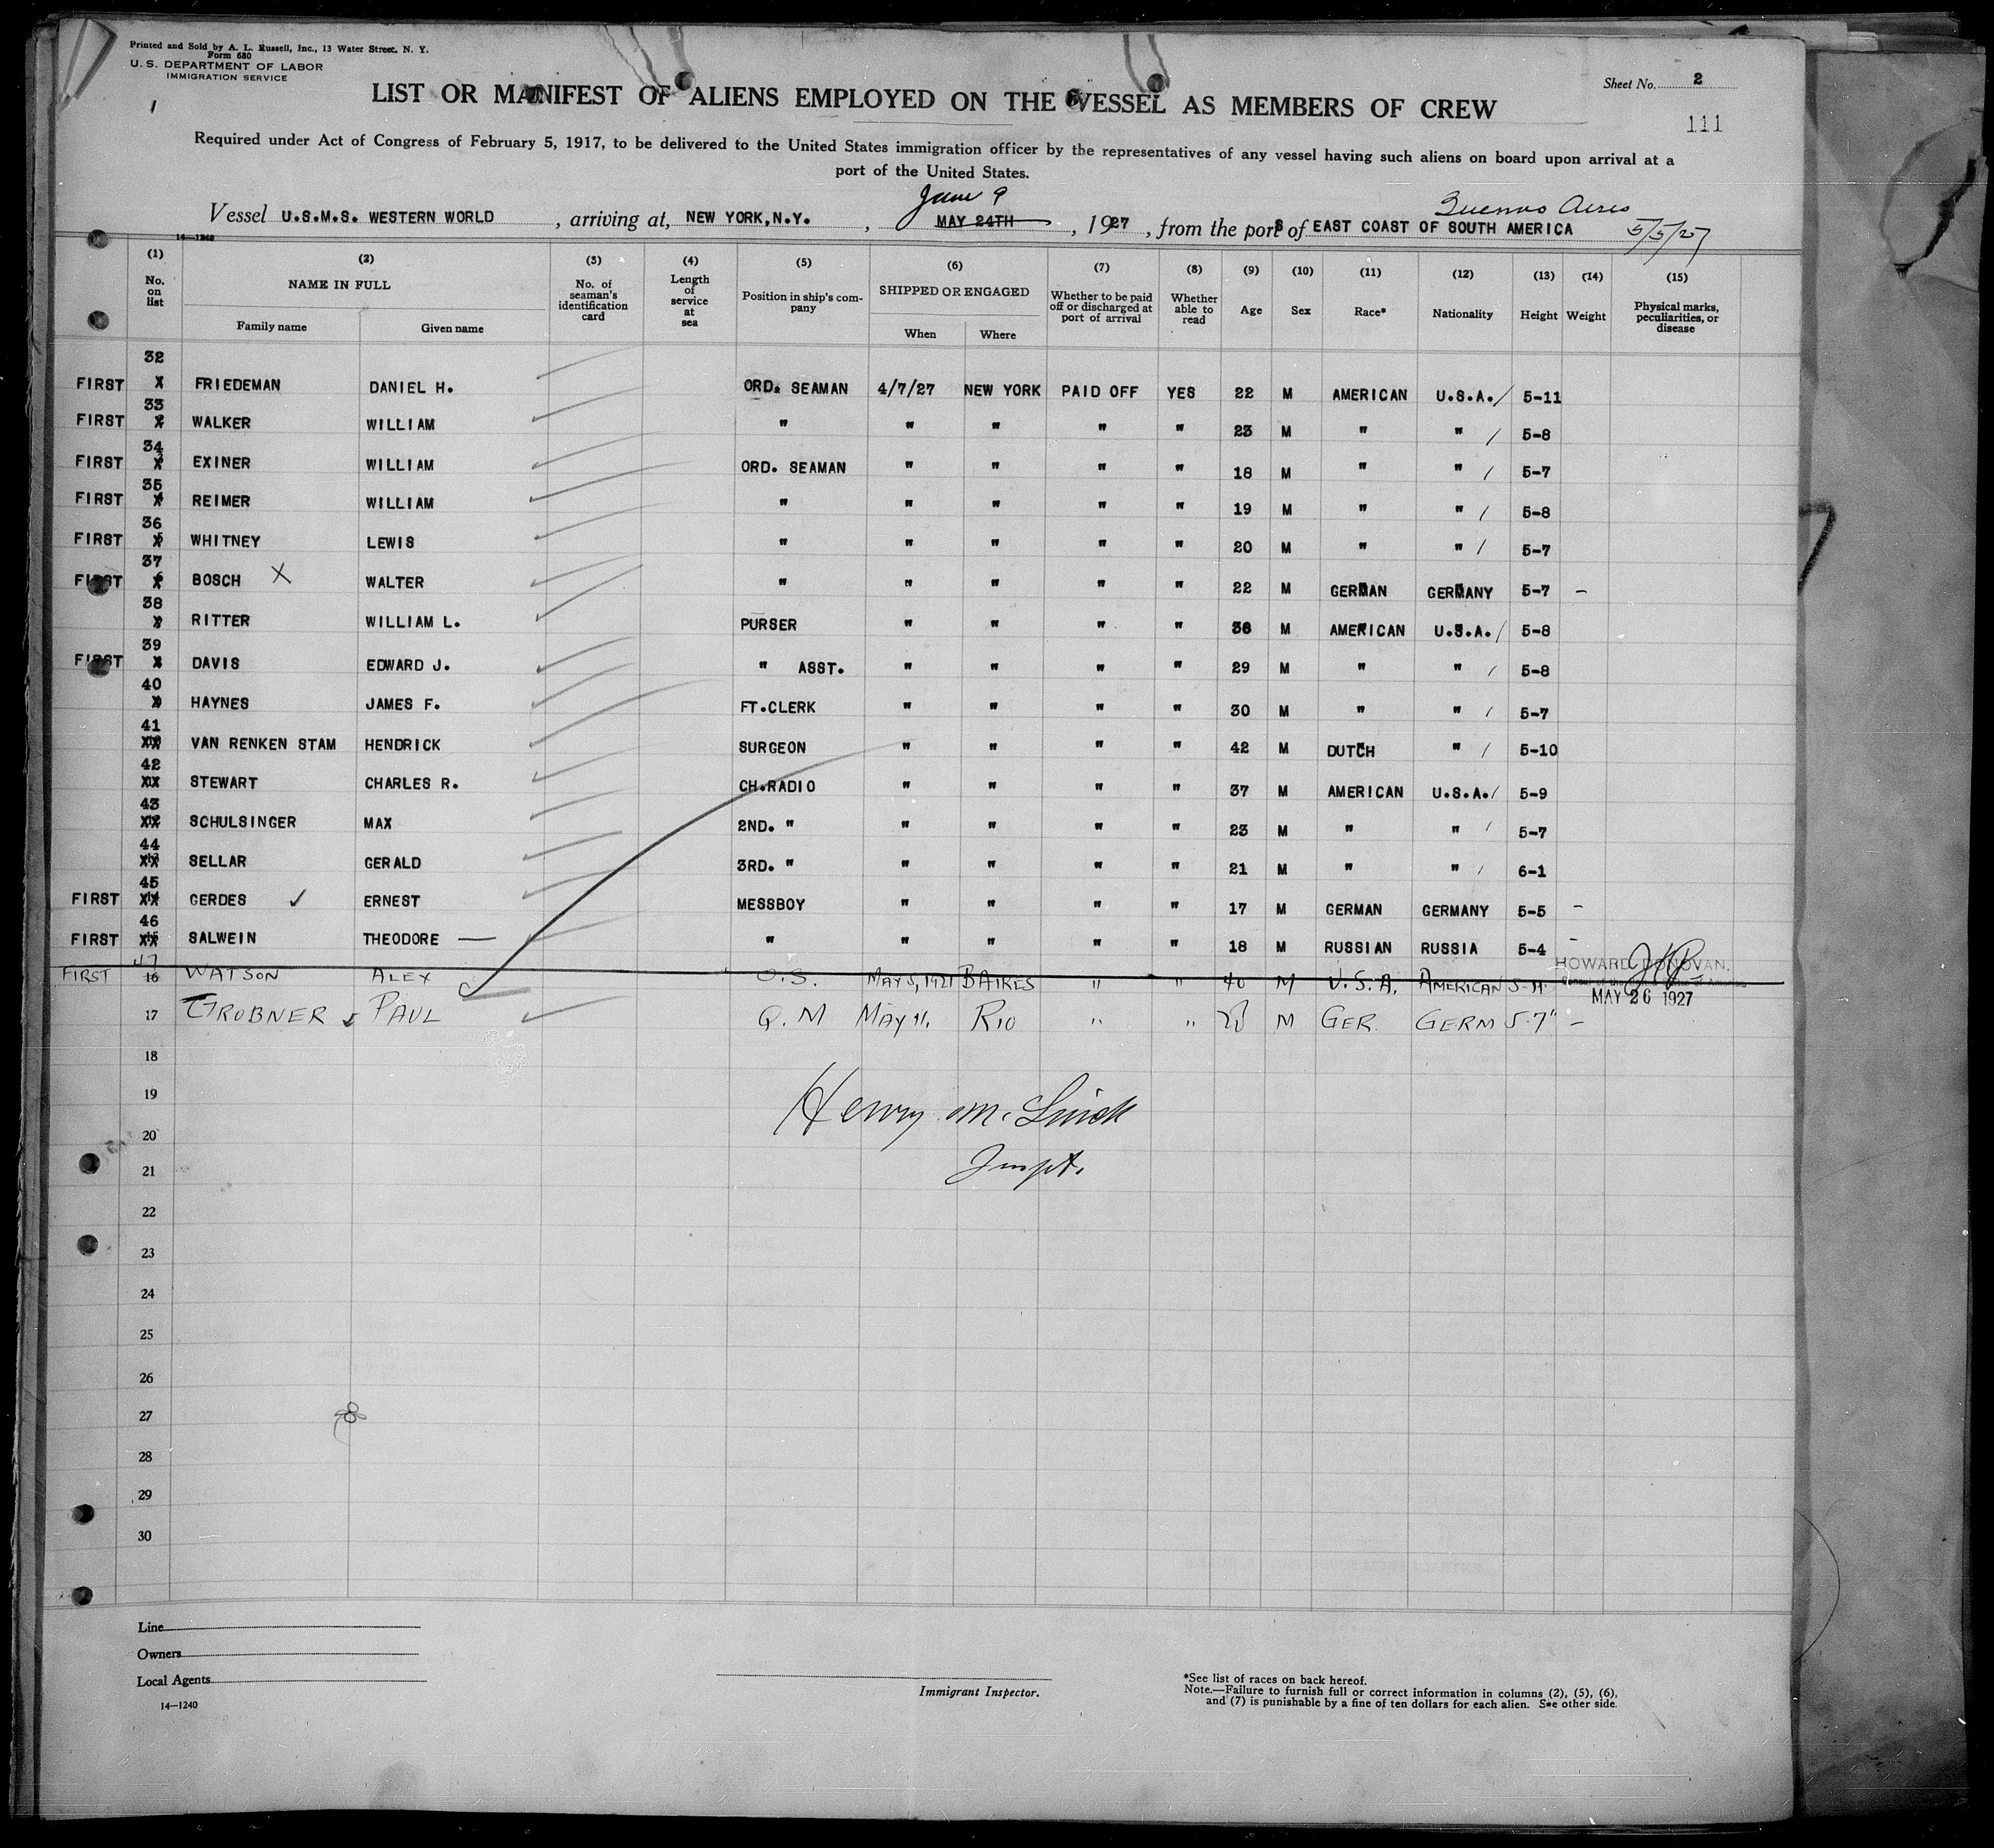 Printed and Sold by A. L. Russell, Inc., 13 Water Street, N. Y.
Form 680
U. S. DEPARTMENT OF LABOR
IMMIGRATION SERVICE
Sheet No. 2
111
LIST OR MANIFEST OF ALIENS EMPLOYED ON THE VESSEL AS MEMBERS OF CREW
Required under Act of Congress of February 5, 1917, to be delivered to the United States immigration officer by the representatives of any vessel having such aliens on board upon arrival at a
port of the United States.
June 9
Buenos Aires
Vessel U.S.M.S. WESTERN WORLD, arriving at, NEW YORK,N.Y., MAY 24TH, 1927, from the portS of EAST COAST OF SOUTH AMERICA 5/5/27
14—1240
(1) (2) (3) (4) (5) (6) (7) (8) (9) (10) (11) (12) (13) (14) (15)
No. on list NAME IN FULL Family name Given name No. of seaman's identification card Length of service at sea Position in ship's company SHIPPED OR ENGAGED When Where Whether to be paid off or discharged at port of arrival Whether able to read Age Sex Race* Nationality Height Weight Physical marks, peculiarities, or disease
FIRST 32 FRIEDEMAN DANIEL H. ORD. SEAMAN 4/7/27 NEW YORK PAID OFF YES 22 M AMERICAN U.S.A. 5-11
FIRST 33 WALKER WILLIAM " " " " " 23 M " " 5-8
FIRST 34 EXINER WILLIAM ORD. SEAMAN " " " " 18 M " " 5-7
FIRST 35 REIMER WILLIAM " " " " " 19 M " " 5-8
FIRST 36 WHITNEY LEWIS " " " " " 20 M " " 5-7
FIRST 37 BOSCH X WALTER " " " " " 22 M GERMAN GERMANY 5-7 –
38 RITTER WILLIAM L. PURSER " " " " 36 M AMERICAN U.S.A. 5-8
FIRST 39 DAVIS EDWARD J. " ASST. " " " " 29 M " " 5-8
40 HAYNES JAMES F. FT.CLERK " " " " 30 M " " 5-7
41 VAN RENKEN STAM HENDRICK SURGEON " " " " 42 M DUTCH " 5-10
42 STEWART CHARLES R. CH.RADIO " " " " 37 M AMERICAN U.S.A. 5-9
43 SCHULSINGER MAX 2ND. " " " " " 23 M " " 5-7
44 SELLAR GERALD 3RD. " " " " " 21 M " " 6-1
FIRST 45 GERDES ✓ ERNEST MESSBOY " " " " 17 M GERMAN GERMANY 5-5 –
FIRST 46 SALWEIN THEODORE — " " " " " 18 M RUSSIAN RUSSIA 5-4 –
HOWARD DONOVAN.
FIRST 47 16 WATSON ALEX O.S. MAY 5, 1927 BAIRES " " 40 M U.S.A. AMERICAN
MAY 26 1927
17 GROBNER PAUL Q.M MAY 11. RIO " " M GER. GERM 5-7" –
18
19
Henry M.
20
21
Inspt.
22
23
24
25
26
27
28
29
30
Line
Owners
Local Agents
14—1240
Immigrant Inspector.
*See list of races on back hereof.
Note.—Failure to furnish full or correct information in columns (2), (5), (6),
and (7) is punishable by a fine of ten dollars for each alien. See other side.